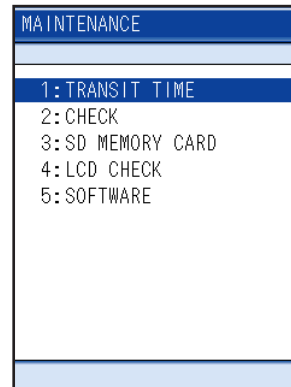 MAINTENANCE
1:TRANSIT TIME
2:CHECK
3:SD MEMORY CARD
4:LCD CHECK
5:SOFTWARE